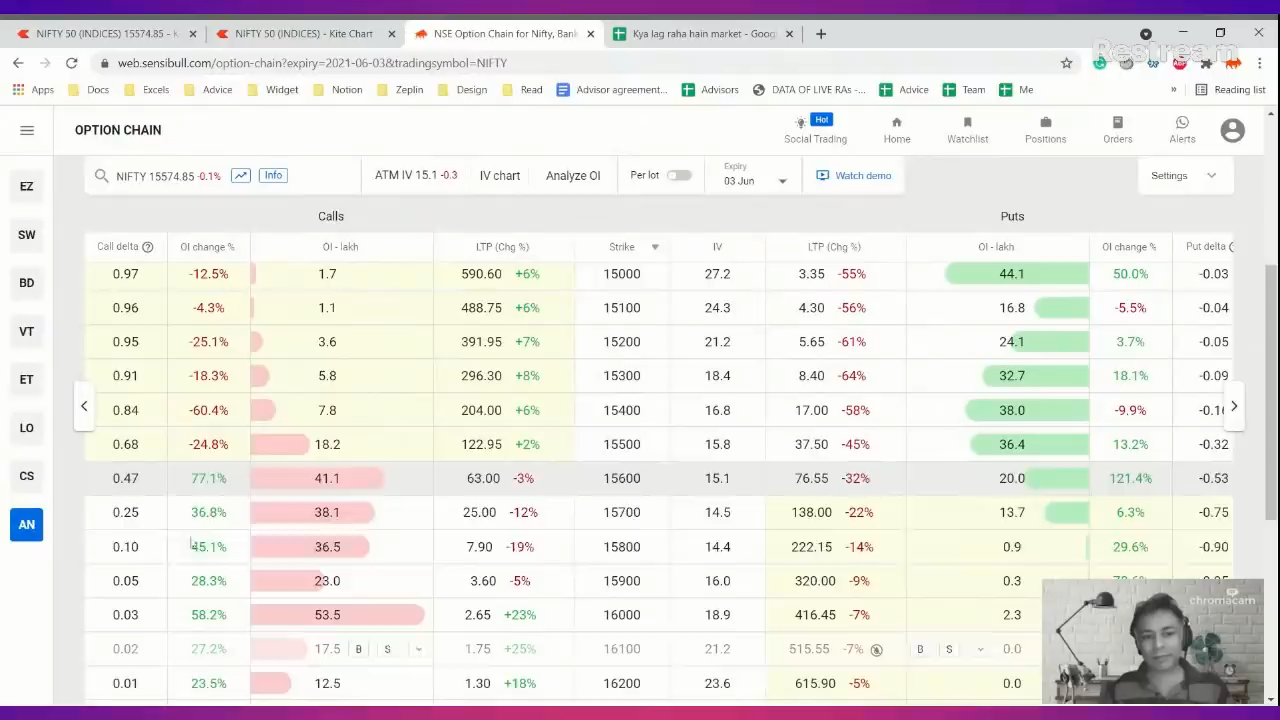 NIFTY 50 (INDICES) 15574.85 - K
NIFTY 50 (INDICES) - Kite Chart
NSE Option Chain for Nifty, Bank
Kya lag raha hain market - Goog
Restream
web.sensibull.com/option-chain?expiry=2021-06-03
symbol=NIFTY
Apps Docs Excels Advice Widget Notion Zeplin Design Read Advisor agreement... Advisors DATA OF LIVE RAs -... Advice Team Me » Reading list
OPTION CHAIN
Hot
Social Trading Home Watchlist Positions Orders Alerts
NIFTY 15574.85 -0.1% Info ATM IV 15.1 -0.3 IV chart Analyze OI Per lot Expiry 03 Jun Watch demo Settings
EZ
SW
BD
VT
ET
LO
CS
AN
Calls Puts
Call delta OI change % OI - lakh LTP (Chg %) Strike IV LTP (Chg %) OI - lakh OI change % Put delta
0.97 -12.5% 1.7 590.60 +6% 15000 27.2 3.35 -55% 44.1 50.0% -0.03
0.96 -4.3% 1.1 488.75 +6% 15100 24.3 4.30 -56% 16.8 -5.5% -0.04
0.95 -25.1% 3.6 391.95 +7% 15200 21.2 5.65 -61% 24.1 3.7% -0.05
0.91 -18.3% 5.8 296.30 +8% 15300 18.4 8.40 -64% 32.7 18.1% -0.09
0.84 -60.4% 7.8 204.00 +6% 15400 16.8 17.00 -58% 38.0 -9.9%
0.68 -24.8% 18.2 122.95 +2% 15500 15.8 37.50 -45% 36.4 13.2% -0.32
0.47 77.1% 41.1 63.00 -3% 15600 15.1 76.55 -32% 20.0 121.4% -0.53
0.25 36.8% 38.1 25.00 -12% 15700 14.5 138.00 -22% 13.7 6.3% -0.75
0.10 45.1% 36.5 7.90 -19% 15800 14.4 222.15 -14% 0.9 29.6% -0.90
0.05 28.3% 23.0 3.60 -5% 15900 16.0 320.00 -9% 0.3
0.03 58.2% 53.5 2.65 +23% 16000 18.9 416.45 -7% 2.3
0.02 27.2% 17.5 B S 1.75 +25% 16100 21.2 515.55 -7% B S 0.0
0.01 23.5% 12.5 1.30 +18% 16200 23.6 615.90 -5% 0.0
chromacam